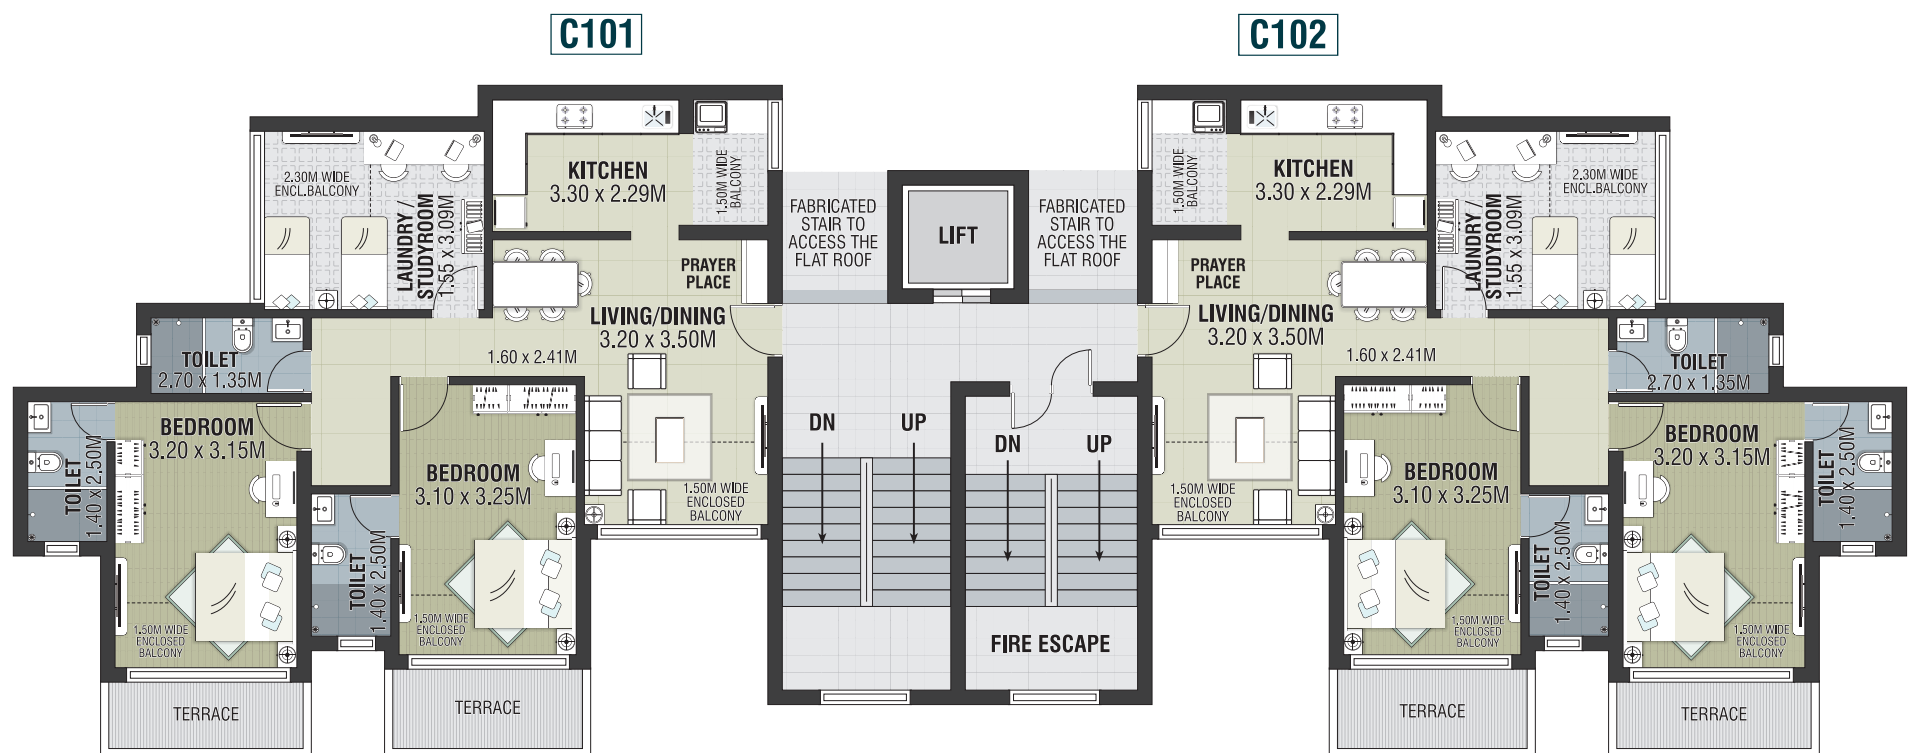 C101
C102
KITCHEN
3.30 x 2.29M
1.50M WIDE
BALCONY
2.30M WIDE
ENCL.BALCONY
LAUNDRY /
STUDYROOM
1.55 x 3.09M
PRAYER
PLACE
LIVING/DINING
3.20 x 3.50M
1.60 x 2.41M
TOILET
2.70 x 1.35M
BEDROOM
3.20 x 3.15M
TOILET
1.40 x 2.50M
BEDROOM
3.10 x 3.25M
TOILET
1.40 x 2.50M
1.50M WIDE
ENCLOSED
BALCONY
1.50M WIDE
ENCLOSED
BALCONY
1.50M WIDE
ENCLOSED
BALCONY
TERRACE
TERRACE
FABRICATED
STAIR TO
ACCESS THE
FLAT ROOF
LIFT
FABRICATED
STAIR TO
ACCESS THE
FLAT ROOF
DN
UP
DN
UP
FIRE ESCAPE
1.50M WIDE
BALCONY
KITCHEN
3.30 x 2.29M
LAUNDRY /
STUDYROOM
1.55 x 3.09M
2.30M WIDE
ENCL.BALCONY
PRAYER
PLACE
LIVING/DINING
3.20 x 3.50M
1.60 x 2.41M
TOILET
2.70 x 1.35M
BEDROOM
3.10 x 3.25M
BEDROOM
3.20 x 3.15M
TOILET
1.40 x 2.50M
TOILET
1.40 x 2.50M
1.50M WIDE
ENCLOSED
BALCONY
1.50M WIDE
ENCLOSED
BALCONY
1.50M WIDE
ENCLOSED
BALCONY
TERRACE
TERRACE